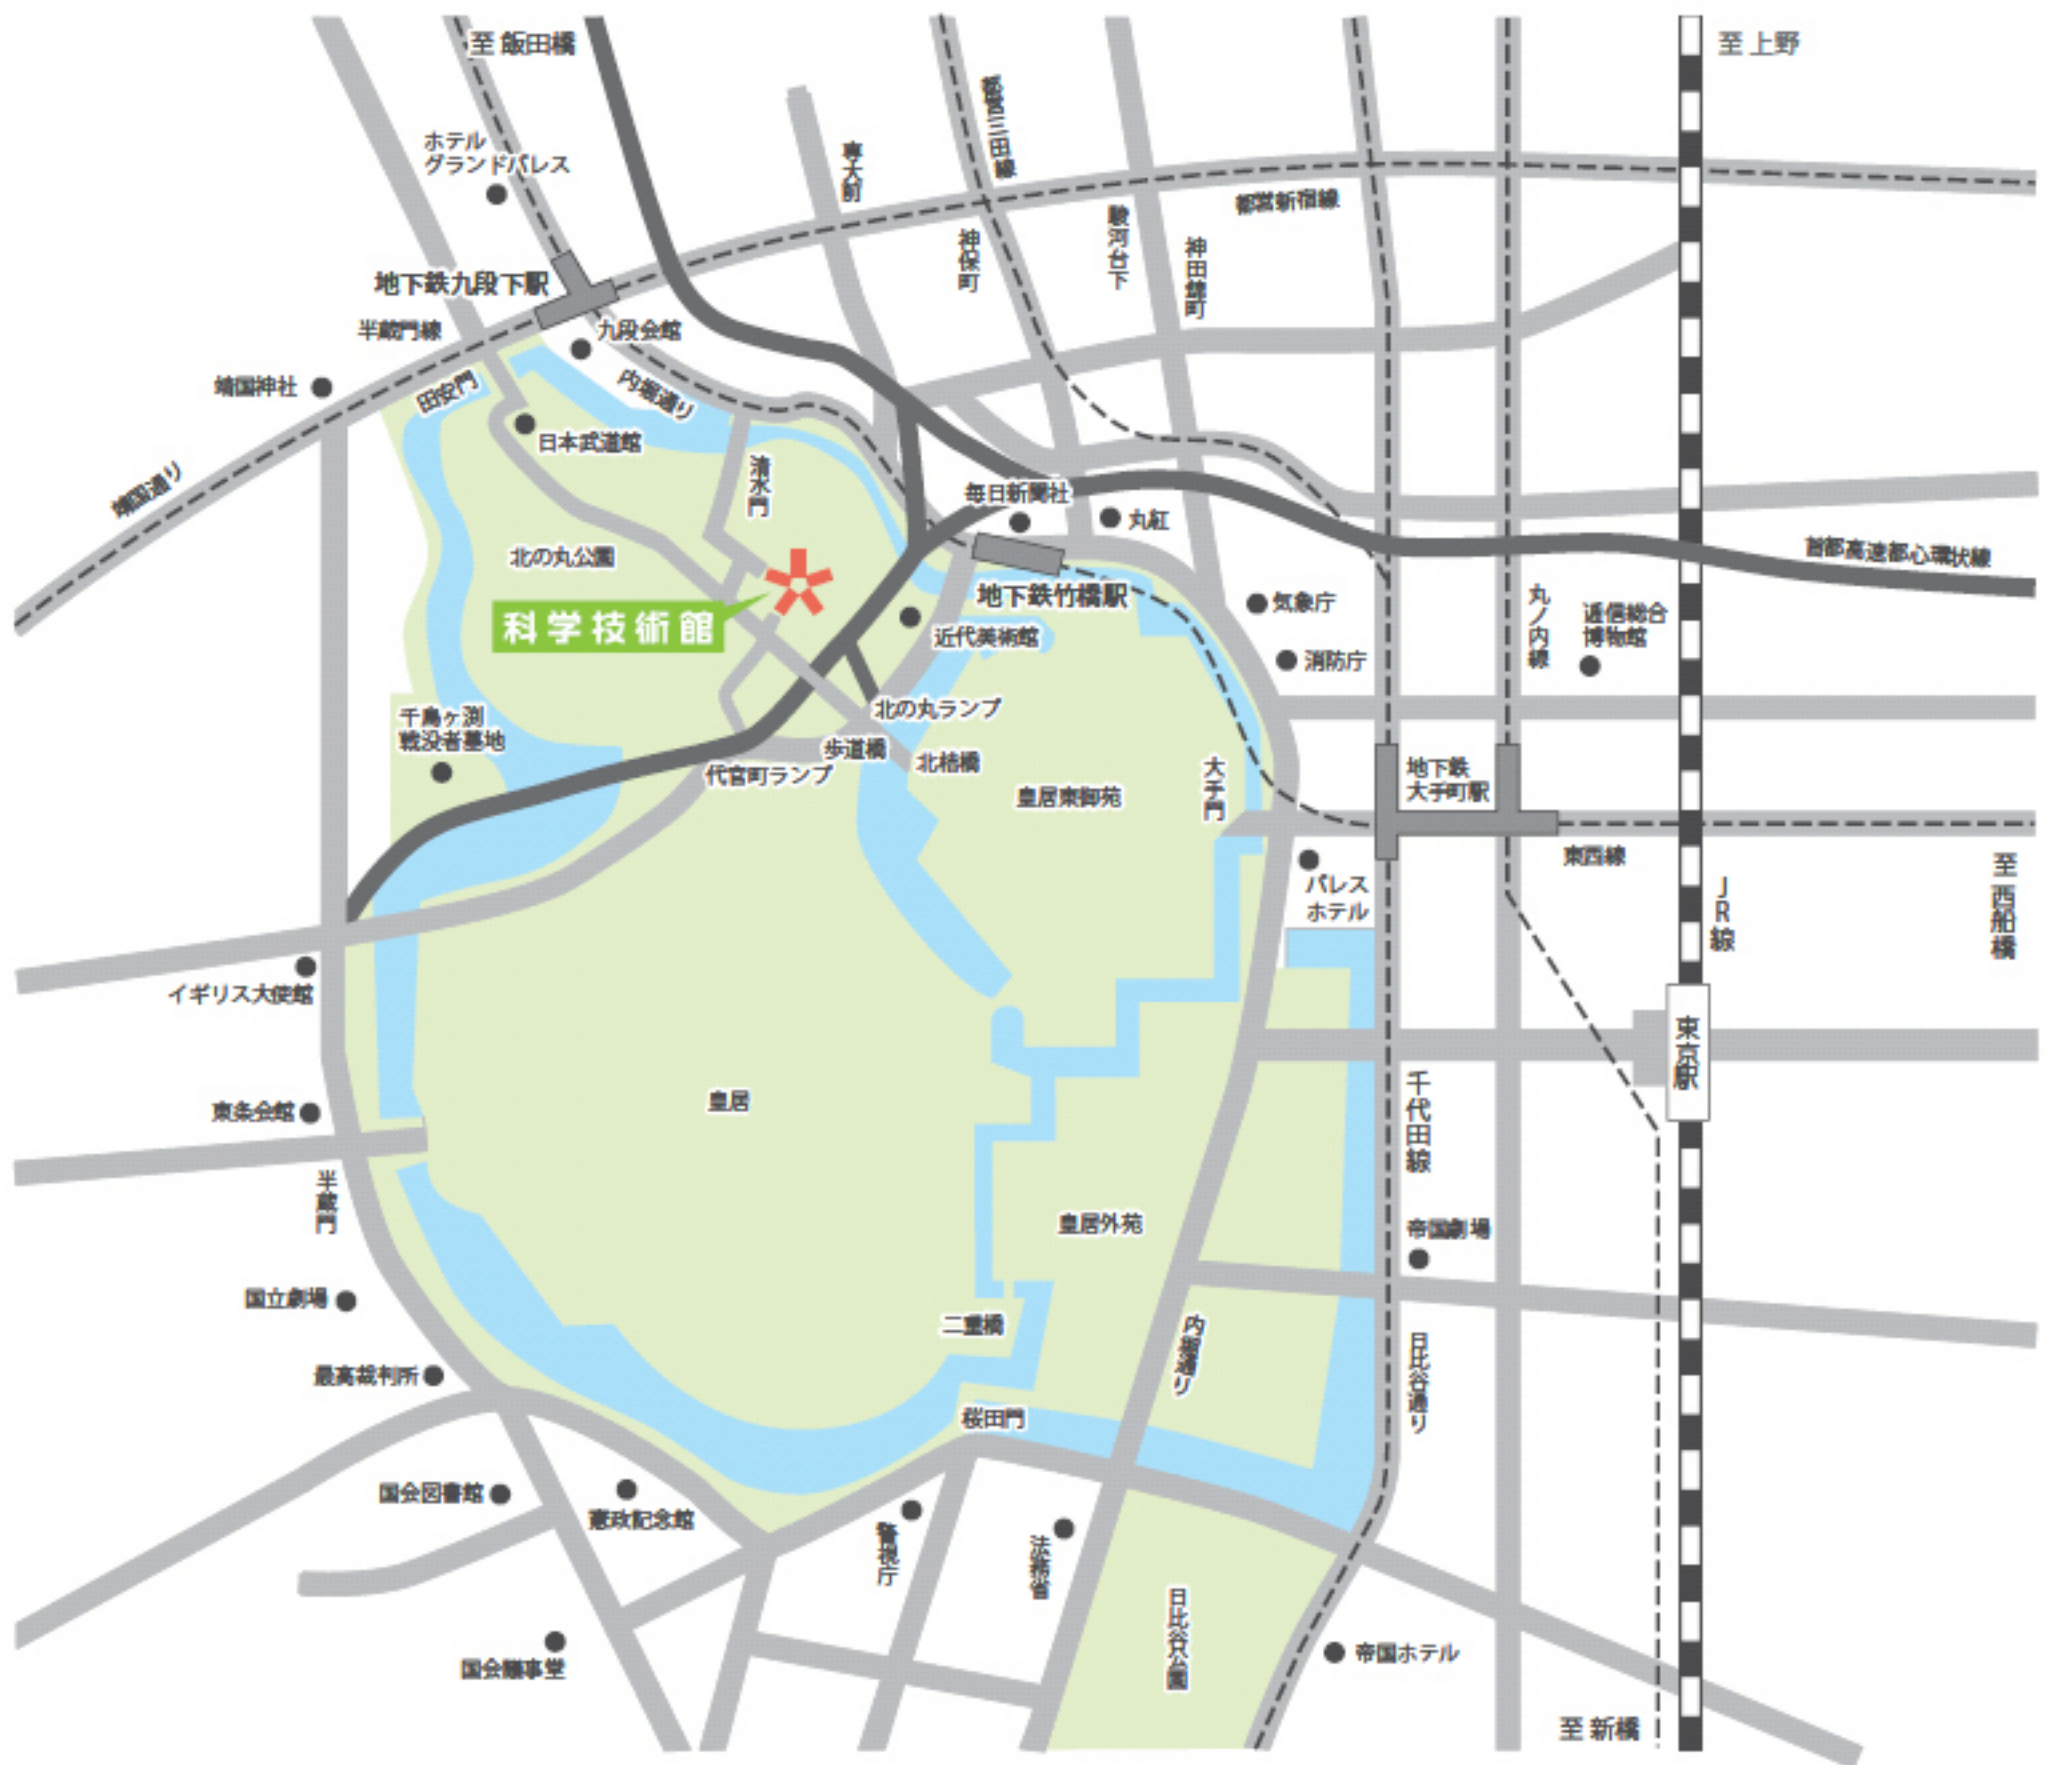 至 飯田橋
至 上野
ホテル
グランドパレス
専大前
都営三田線
都営新宿線
神保町
駿河台下
神田錦町
地下鉄九段下駅
半蔵門線
九段会館
靖国神社
田安門
内堀通り
日本武道館
靖国通り
清水門
毎日新聞社
丸紅
北の丸公園
首都高速都心環状線
科学技術館
地下鉄竹橋駅
気象庁
丸ノ内線
逓信総合
博物館
近代美術館
消防庁
千鳥ヶ淵
戦没者墓地
北の丸ランプ
歩道橋
北桔橋
代官町ランプ
皇居東御苑
大手門
地下鉄
大手町駅
東西線
パレス
ホテル
JR線
至 西船橋
イギリス大使館
東京駅
皇居
東条会館
千代田線
半蔵門
皇居外苑
帝国劇場
国立劇場
二重橋
内堀通り
日比谷通り
最高裁判所
桜田門
国会図書館
憲政記念館
警視庁
法務省
日比谷公園
国会議事堂
帝国ホテル
至 新橋